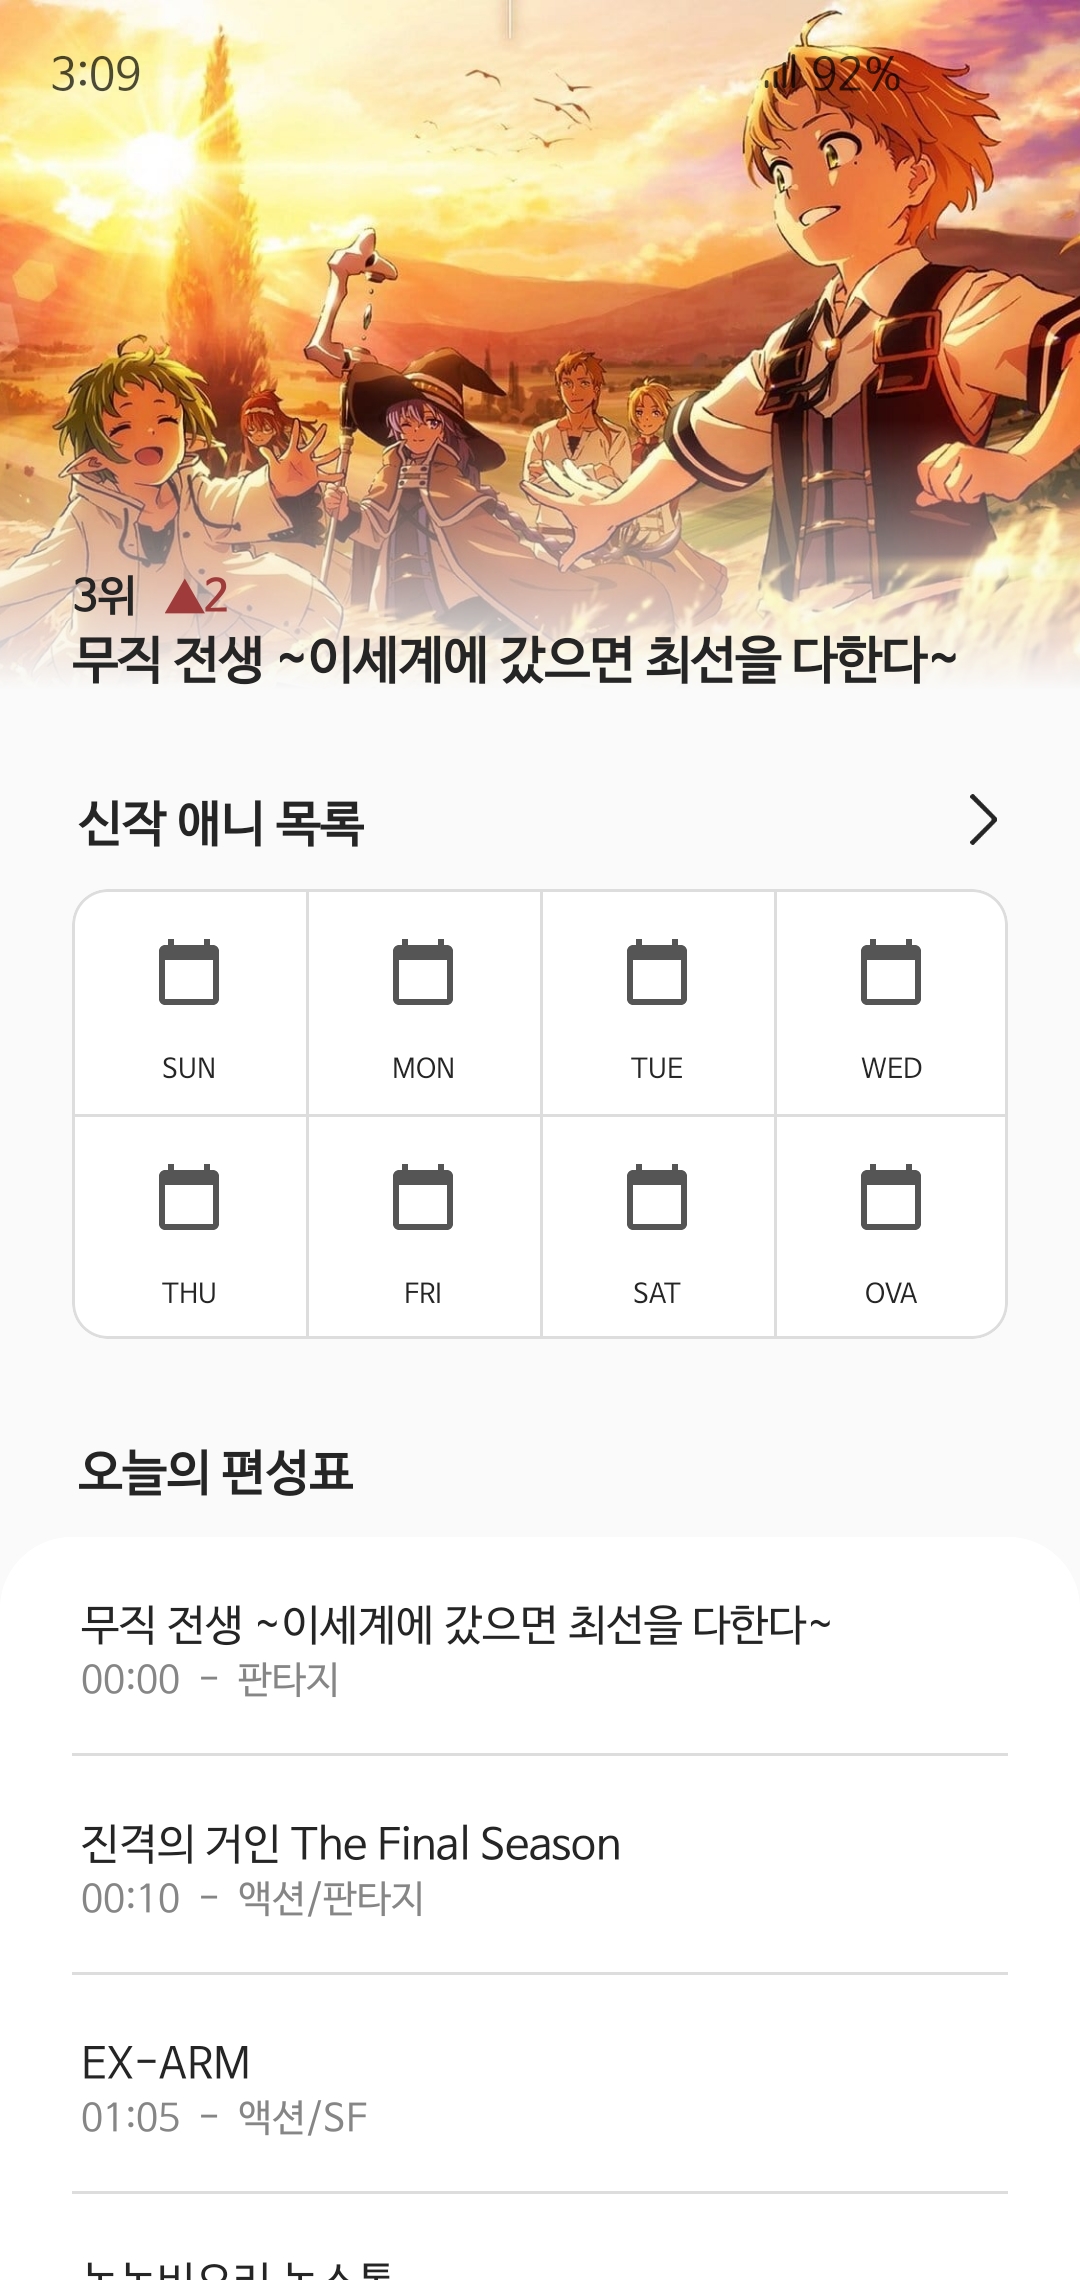 3:09
92%
3위 ▲2
무직 전생 ~이세계에 갔으면 최선을 다한다~
신작 애니 목록
SUN
MON
TUE
WED
THU
FRI
SAT
OVA
오늘의 편성표
무직 전생 ~이세계에 갔으면 최선을 다한다~
00:00 - 판타지
진격의 거인 The Final Season
00:10 - 액션/판타지
EX-ARM
01:05 - 액션/SF